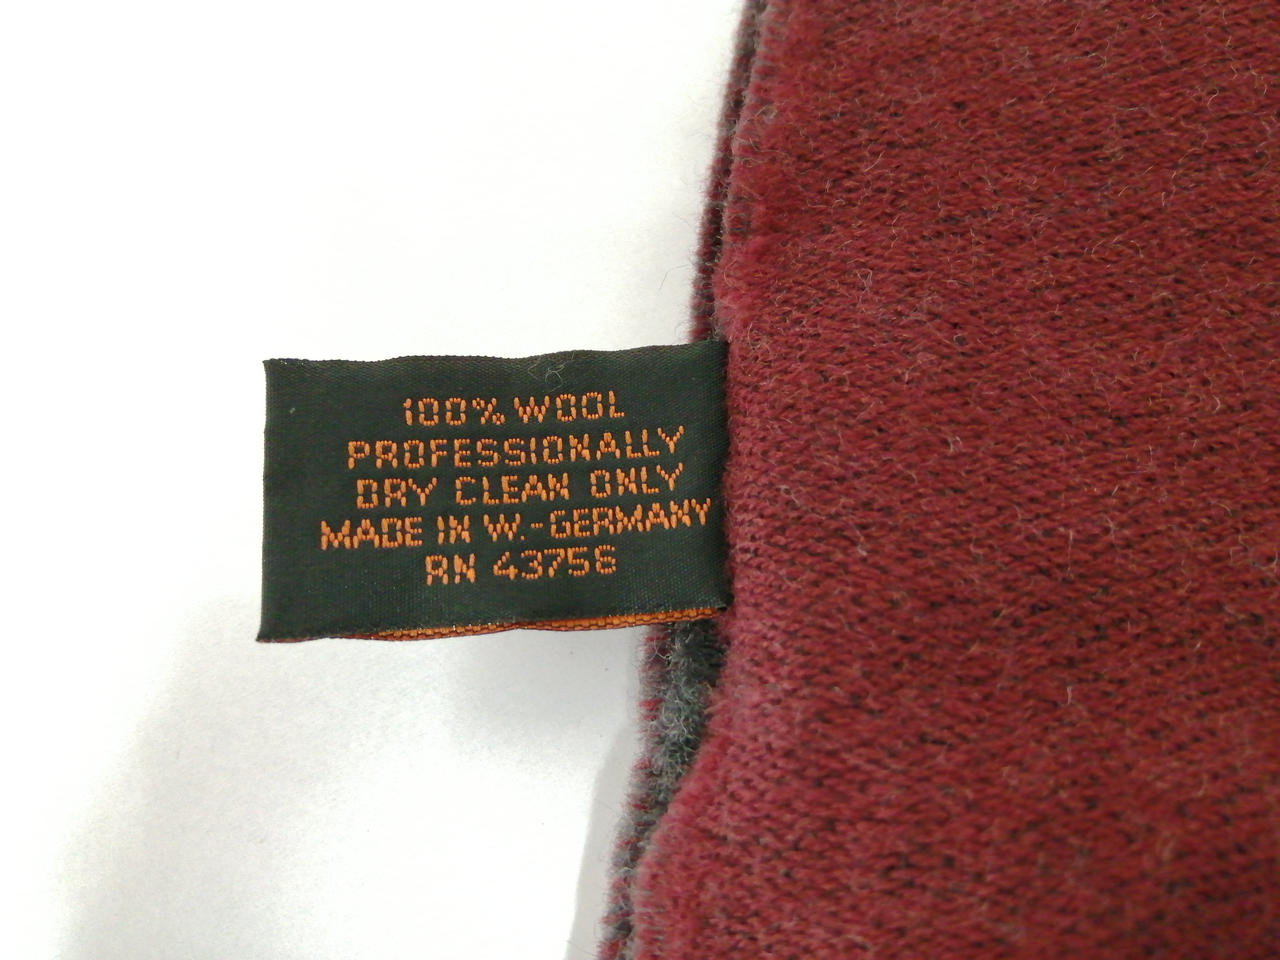 100% WOOL
PROFESSIONALLY
DRY CLEAN ONLY
MADE IN W.-GERMANY
RN 43756